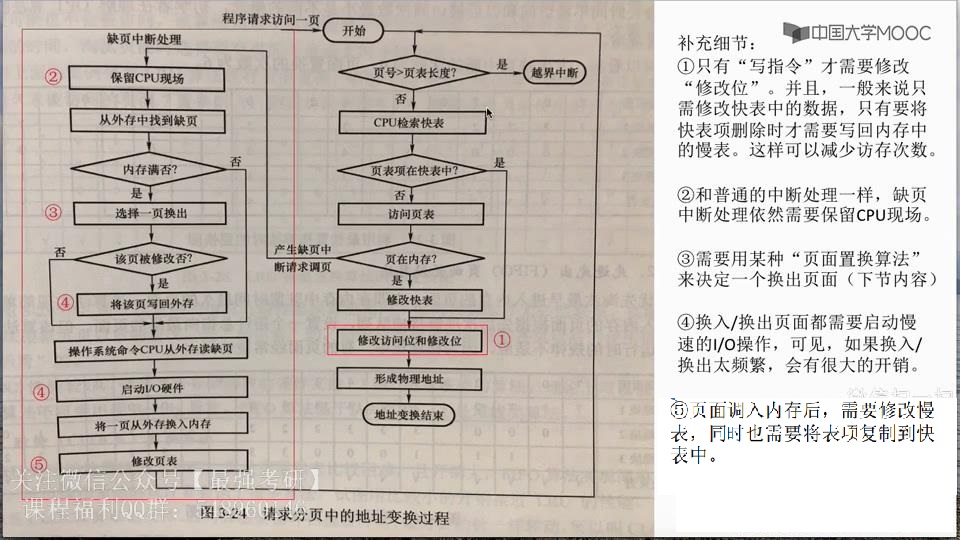 程序请求访问一页
开始
缺页中断处理
②
保留CPU现场
从外存中找到缺页
内存满否?
否
是
③
选择一页换出
该页被修改否?
否
是
④
将该页写回外存
操作系统命令CPU从外存读缺页
④
启动I/O硬件
将一页从外存换入内存
⑤
修改页表
页号>页表长度?
是
越界中断
否
CPU检索快表
页表项在快表中?
是
否
访问页表
产生缺页中
断请求调页
页在内存?
是
修改快表
修改访问位和修改位
①
形成物理地址
地址变换结束
图3-24 请求分页中的地址变换过程
关注微信公众号【最强考研】
中国大学MOOC
补充细节:
①只有“写指令”才需要修改
“修改位”。并且,一般来说只
需修改快表中的数据,只有要将
快表项删除时才需要写回内存中
的慢表。这样可以减少访存次数。
②和普通的中断处理一样,缺页
中断处理依然需要保留CPU现场。
③需要用某种“页面置换算法”
来决定一个换出页面(下节内容)
④换入/换出页面都需要启动慢
速的I/O操作,可见,如果换入/
换出太频繁,会有很大的开销。
⑤页面调入内存后,需要修改慢
表,同时也需要将表项复制到快
表中。